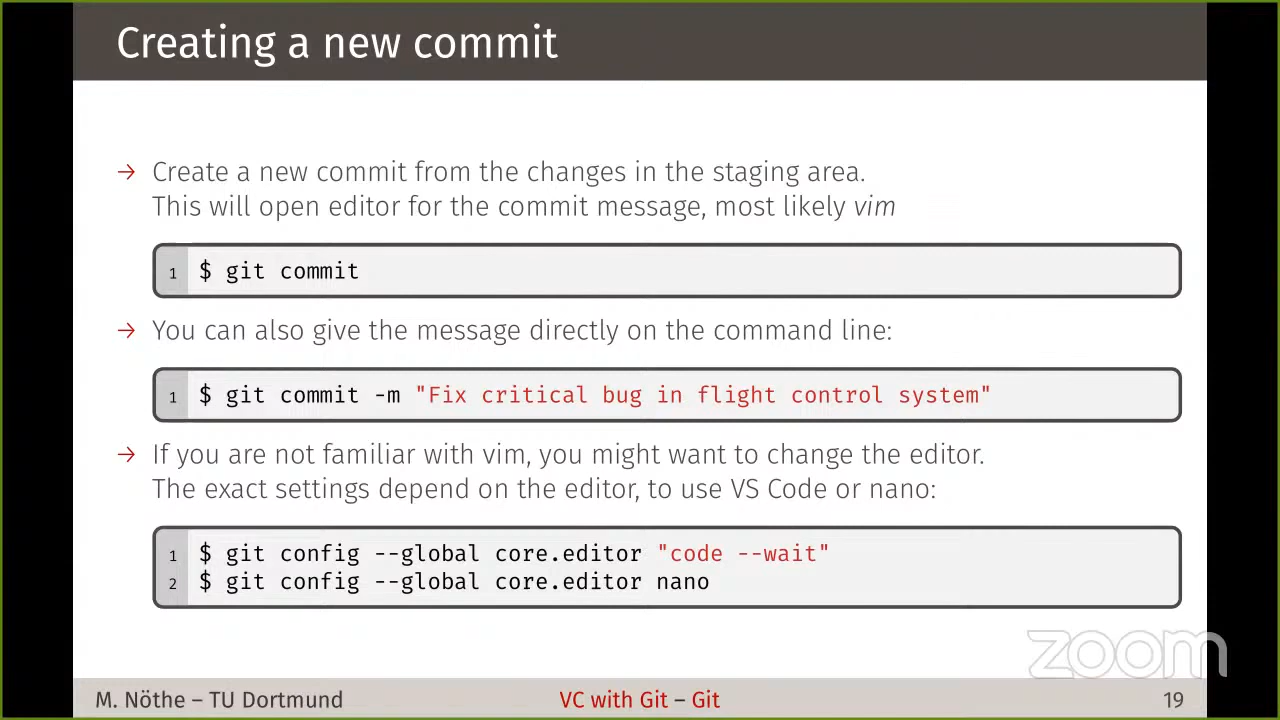 Creating a new commit
→ Create a new commit from the changes in the staging area.
This will open editor for the commit message, most likely vim
1 $ git commit
→ You can also give the message directly on the command line:
1 $ git commit -m "Fix critical bug in flight control system"
→ If you are not familiar with vim, you might want to change the editor.
The exact settings depend on the editor, to use VS Code or nano:
1 $ git config --global core.editor "code --wait"
2 $ git config --global core.editor nano
zoom
M. Nöthe – TU Dortmund VC with Git – Git 19